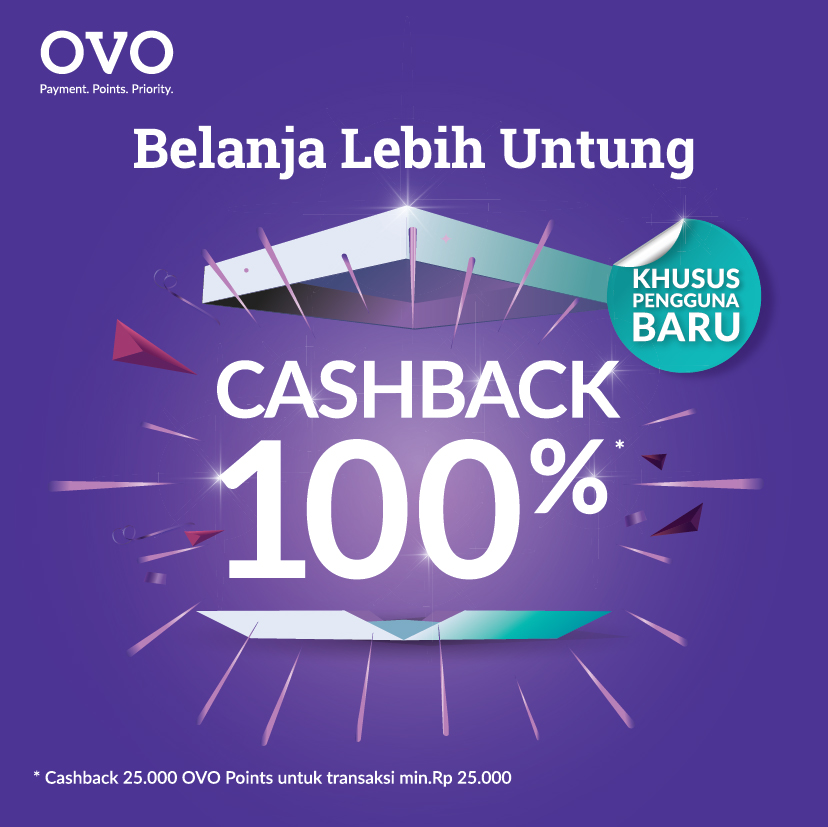 OVO
Payment. Points. Priority.
Belanja Lebih Untung
KHUSUS
PENGGUNA
BARU
CASHBACK
100%*
* Cashback 25.000 OVO Points untuk transaksi min.Rp 25.000